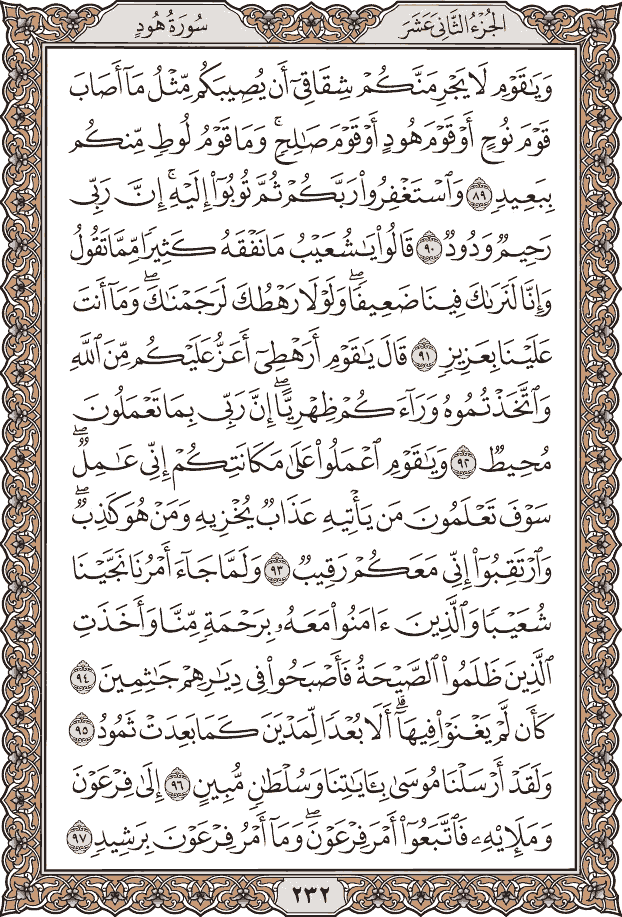 الجُزْءُ الثَّانِي عَشَرَ
سُورَةُ هُودٍ
وَيَٰقَوْمِ لَا يَجْرِمَنَّكُمْ شِقَاقِىٓ أَن يُصِيبَكُم مِّثْلُ مَآ أَصَابَ
قَوْمَ نُوحٍ أَوْ قَوْمَ هُودٍ أَوْ قَوْمَ صَٰلِحٍۚ وَمَا قَوْمُ لُوطٍ مِّنكُم
بِبَعِيدٍ ٨٩ وَٱسْتَغْفِرُوا۟ رَبَّكُمْ ثُمَّ تُوبُوٓا۟ إِلَيْهِۚ إِنَّ رَبِّى
رَحِيمٌ وَدُودٌ ٩٠ قَالُوا۟ يَٰشُعَيْبُ مَا نَفْقَهُ كَثِيرًا مِّمَّا تَقُولُ
وَإِنَّا لَنَرَىٰكَ فِينَا ضَعِيفًاۖ وَلَوْلَا رَهْطُكَ لَرَجَمْنَٰكَۖ وَمَآ أَنتَ
عَلَيْنَا بِعَزِيزٍ ٩١ قَالَ يَٰقَوْمِ أَرَهْطِىٓ أَعَزُّ عَلَيْكُم مِّنَ ٱللَّهِ
وَٱتَّخَذْتُمُوهُ وَرَآءَكُمْ ظِهْرِيًّاۖ إِنَّ رَبِّى بِمَا تَعْمَلُونَ
مُحِيطٌ ٩٢ وَيَٰقَوْمِ ٱعْمَلُوا۟ عَلَىٰ مَكَانَتِكُمْ إِنِّى عَٰمِلٌۖ
سَوْفَ تَعْلَمُونَ مَن يَأْتِيهِ عَذَابٌ يُخْزِيهِ وَمَنْ هُوَ كَٰذِبٌۖ
وَٱرْتَقِبُوٓا۟ إِنِّى مَعَكُمْ رَقِيبٌ ٩٣ وَلَمَّا جَآءَ أَمْرُنَا نَجَّيْنَا
شُعَيْبًا وَٱلَّذِينَ ءَامَنُوا۟ مَعَهُۥ بِرَحْمَةٍ مِّنَّا وَأَخَذَتِ
ٱلَّذِينَ ظَلَمُوا۟ ٱلصَّيْحَةُ فَأَصْبَحُوا۟ فِى دِيَٰرِهِمْ جَٰثِمِينَ ٩٤
كَأَن لَّمْ يَغْنَوْا۟ فِيهَآۗ أَلَا بُعْدًا لِّمَدْيَنَ كَمَا بَعِدَتْ ثَمُودُ ٩٥
وَلَقَدْ أَرْسَلْنَا مُوسَىٰ بِـَٔايَٰتِنَا وَسُلْطَٰنٍ مُّبِينٍ ٩٦ إِلَىٰ فِرْعَوْنَ
وَمَلَإِي۟هِۦ فَٱتَّبَعُوٓا۟ أَمْرَ فِرْعَوْنَۖ وَمَآ أَمْرُ فِرْعَوْنَ بِرَشِيدٍ ٩٧
٢٣٢